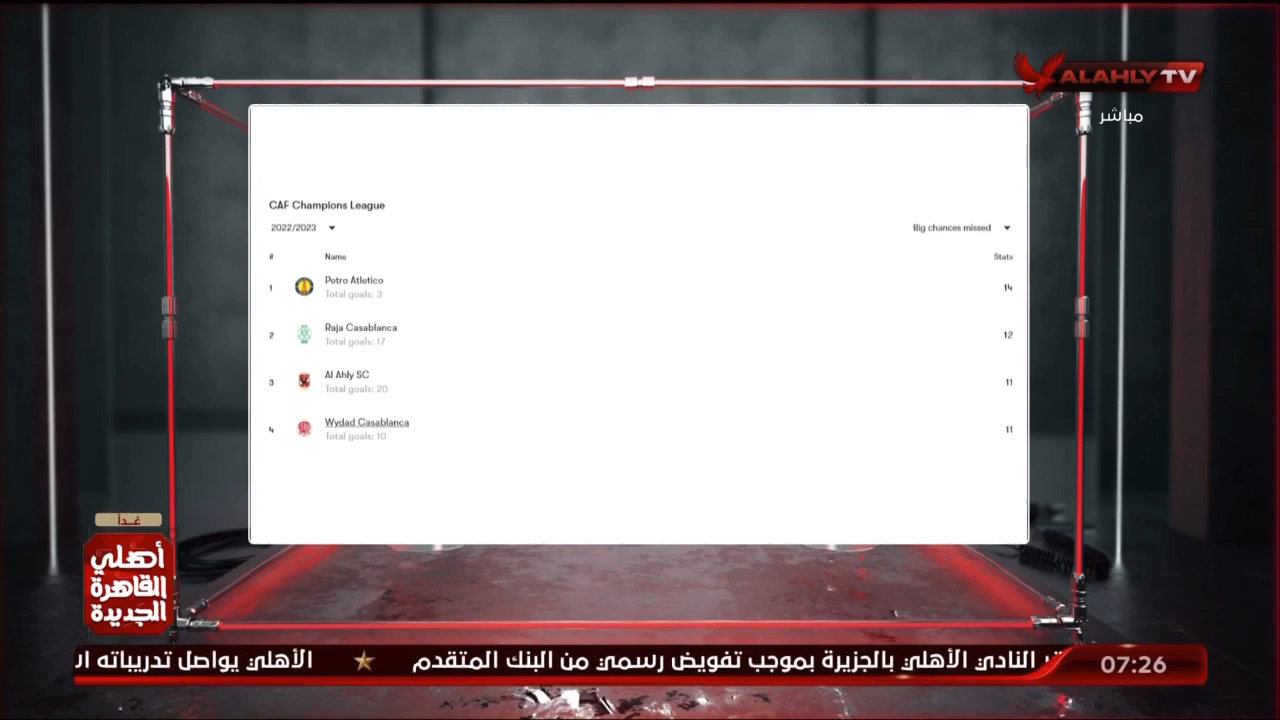 ALAHLY TV
مباشر
CAF Champions League
2022/2023
Big chances missed
# Name Stats
1 Petro Atletico 14
Total goals: 3
2 Raja Casablanca 12
Total goals: 17
3 Al Ahly SC 11
Total goals: 20
4 Wydad Casablanca 11
Total goals: 10
غداً
أهلي
القاهرة
الجديدة
النادي الأهلي بالجزيرة بموجب تفويض رسمي من البنك المتقدم
الأهلي يواصل تدريباته
07:26